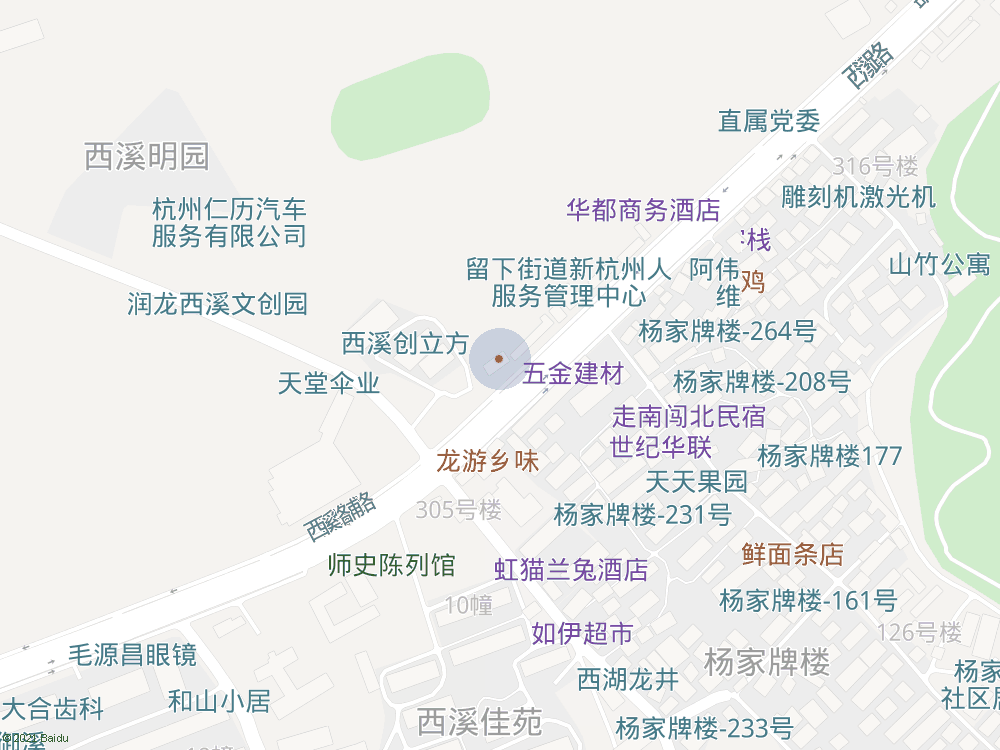 西溪路
直属党委
西溪明园
316号楼
雕刻机激光机
杭州仁历汽车
服务有限公司
华都商务酒店
栈
山竹公寓
留下街道新杭州人
服务管理中心
阿伟
维
鸡
润龙西溪文创园
杨家牌楼-264号
西溪创立方
五金建材
天堂伞业
杨家牌楼-208号
走南闯北民宿
世纪华联
杨家牌楼177
龙游乡味
天天果园
305号楼
杨家牌楼-231号
鲜面条店
师史陈列馆
虹猫兰兔酒店
10幢
杨家牌楼-161号
如伊超市
126号楼
毛源昌眼镜
杨家牌楼
西湖龙井
杨家
社区
大合齿科
和山小居
西溪佳苑
杨家牌楼-233号
10幢
Baidu